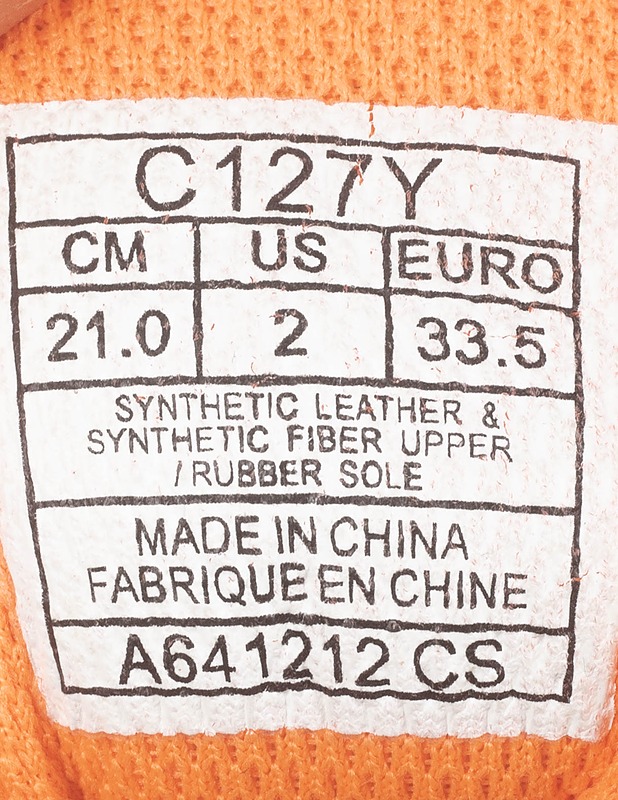 C127Y
CM US EURO
21.0 2 33.5
SYNTHETIC LEATHER &
SYNTHETIC FIBER UPPER
/ RUBBER SOLE
MADE IN CHINA
FABRIQUE EN CHINE
A641212 CS